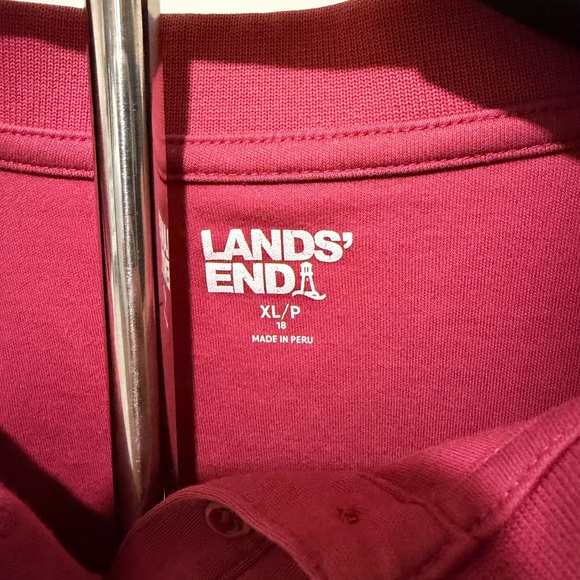 LANDS'
END
XL/P
18
MADE IN PERU